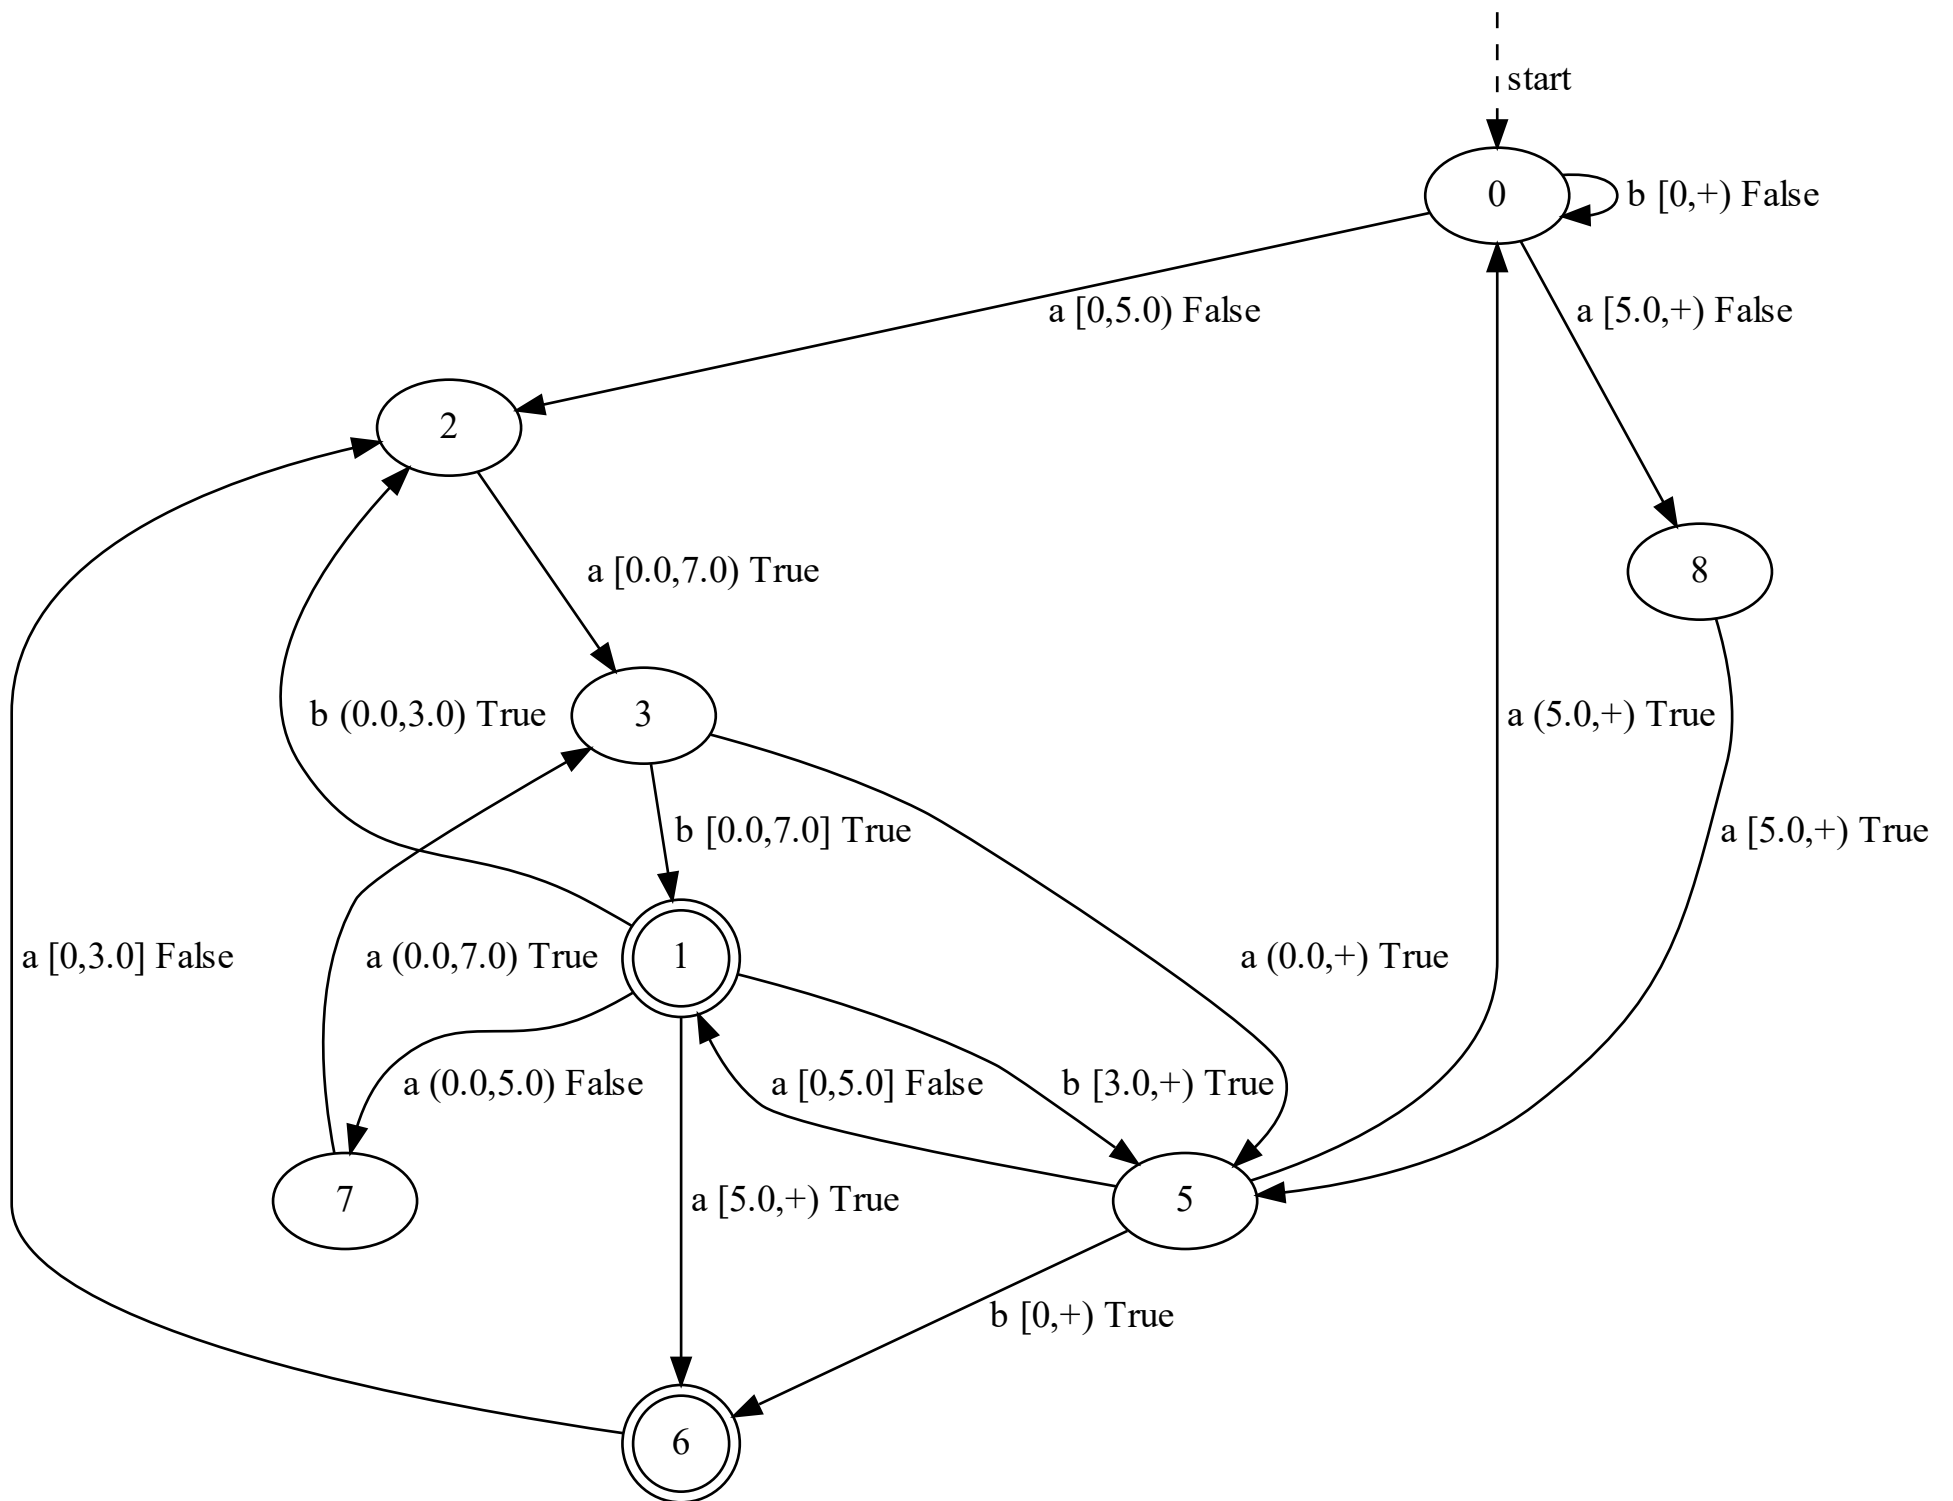 start
0
b [0,+) False
a [0,5.0) False
a [5.0,+) False
2
a [0.0,7.0) True
8
b (0.0,3.0) True
3
a (5.0,+) True
b [0.0,7.0] True
a [5.0,+) True
a [0,3.0] False
a (0.0,7.0) True
1
a (0.0,+) True
a (0.0,5.0) False
a [0,5.0] False
b [3.0,+) True
7
a [5.0,+) True
5
b [0,+) True
6